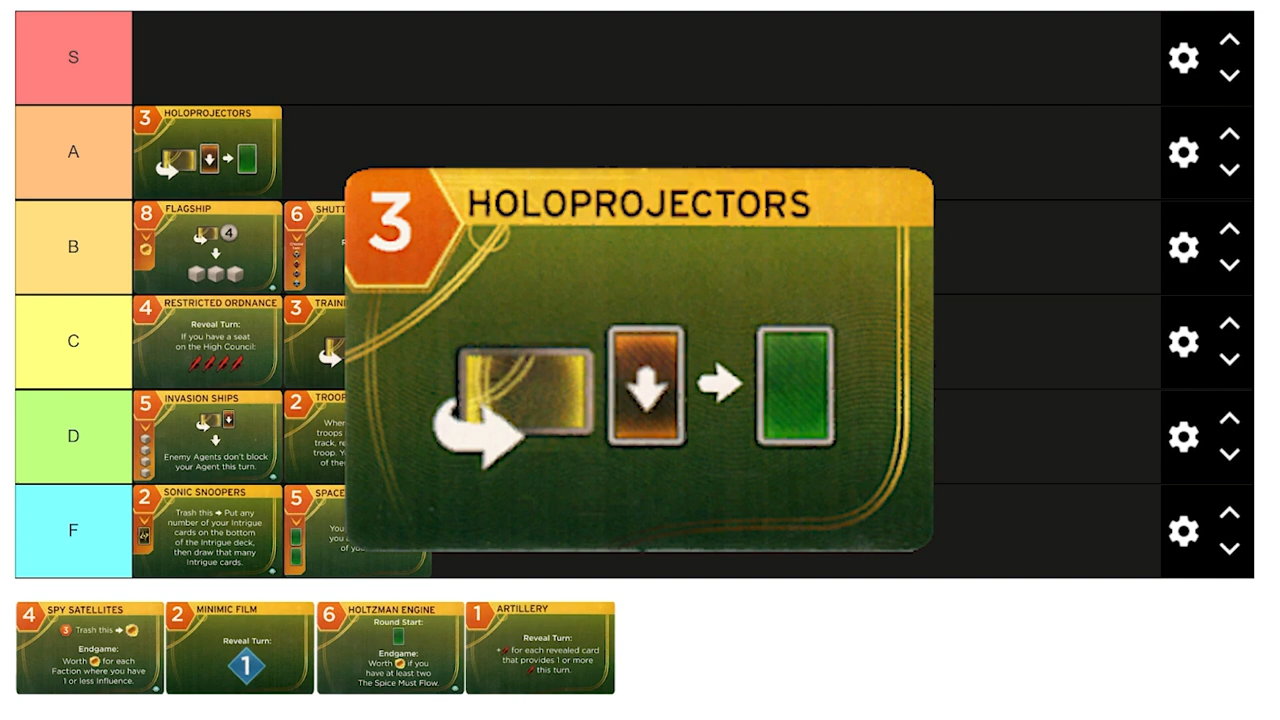 S
A
3 HOLOPROJECTORS
B
8 FLAGSHIP
4
6
C
4 RESTRICTED ORDNANCE
Reveal Turn:
If you have a seat
on the High Council:
3
D
5 INVASION SHIPS
Enemy Agents don't block
your Agent this turn.
2
troops
track,
troop.
of
F
2 SONIC SNOOPERS
Trash this → Put any
number of your Intrigue
cards on the bottom
of the Intrigue deck,
then draw that many
Intrigue cards.
5 SPACE
You
3 HOLOPROJECTORS
4 SPY SATELLITES
3 Trash this →
Endgame:
Worth for each
Faction where you have
1 or less Influence.
2 MINIMIC FILM
Reveal Turn:
1
6 HOLTZMAN ENGINE
Round Start:
Endgame:
Worth if you
have at least two
The Spice Must Flow.
1 ARTILLERY
Reveal Turn:
+ for each revealed card
that provides 1 or more
this turn.